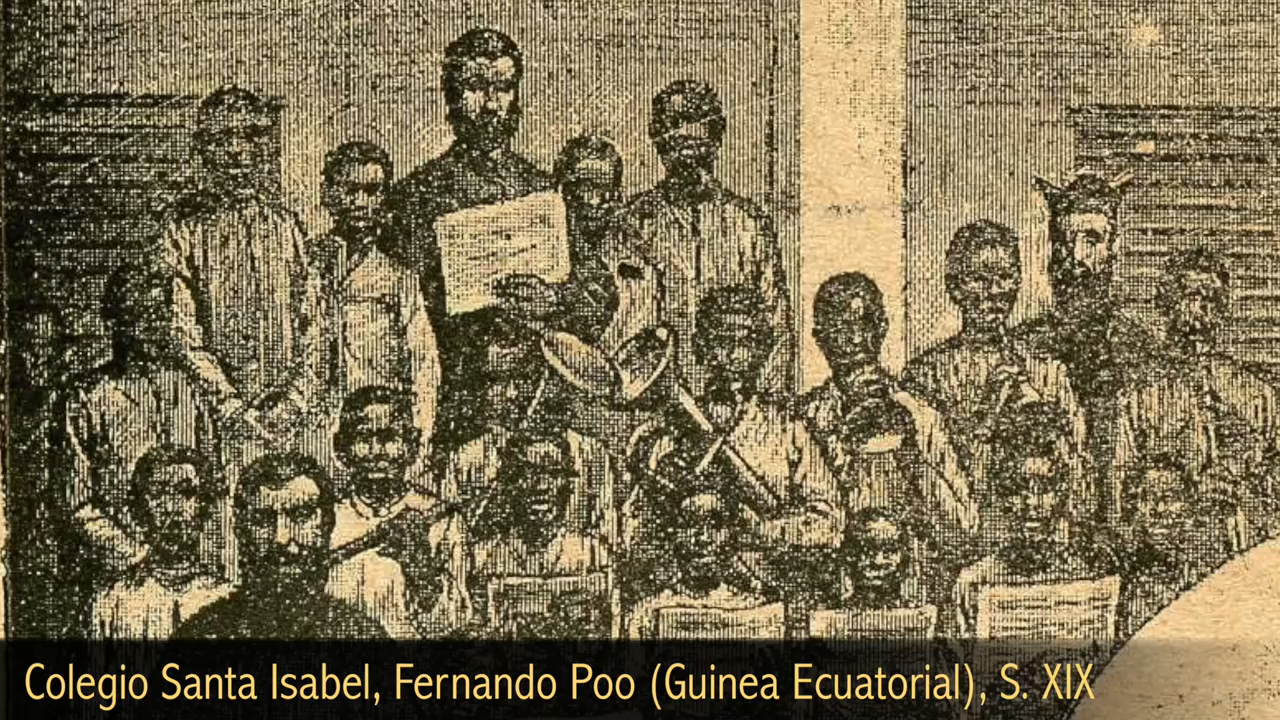 Colegio Santa Isabel, Fernando Poo (Guinea Ecuatorial), S. XIX